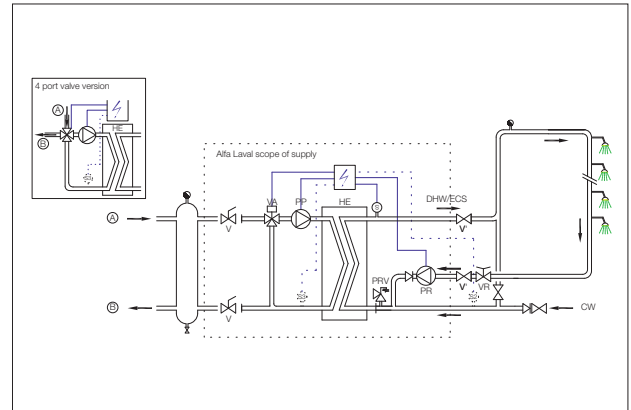 4 port valve version
A
HE
B
Alfa Laval scope of supply
S
VA
PP
HE
DHW/ECS
A
V
V
PRV
PR
V
VR
B
V
CW